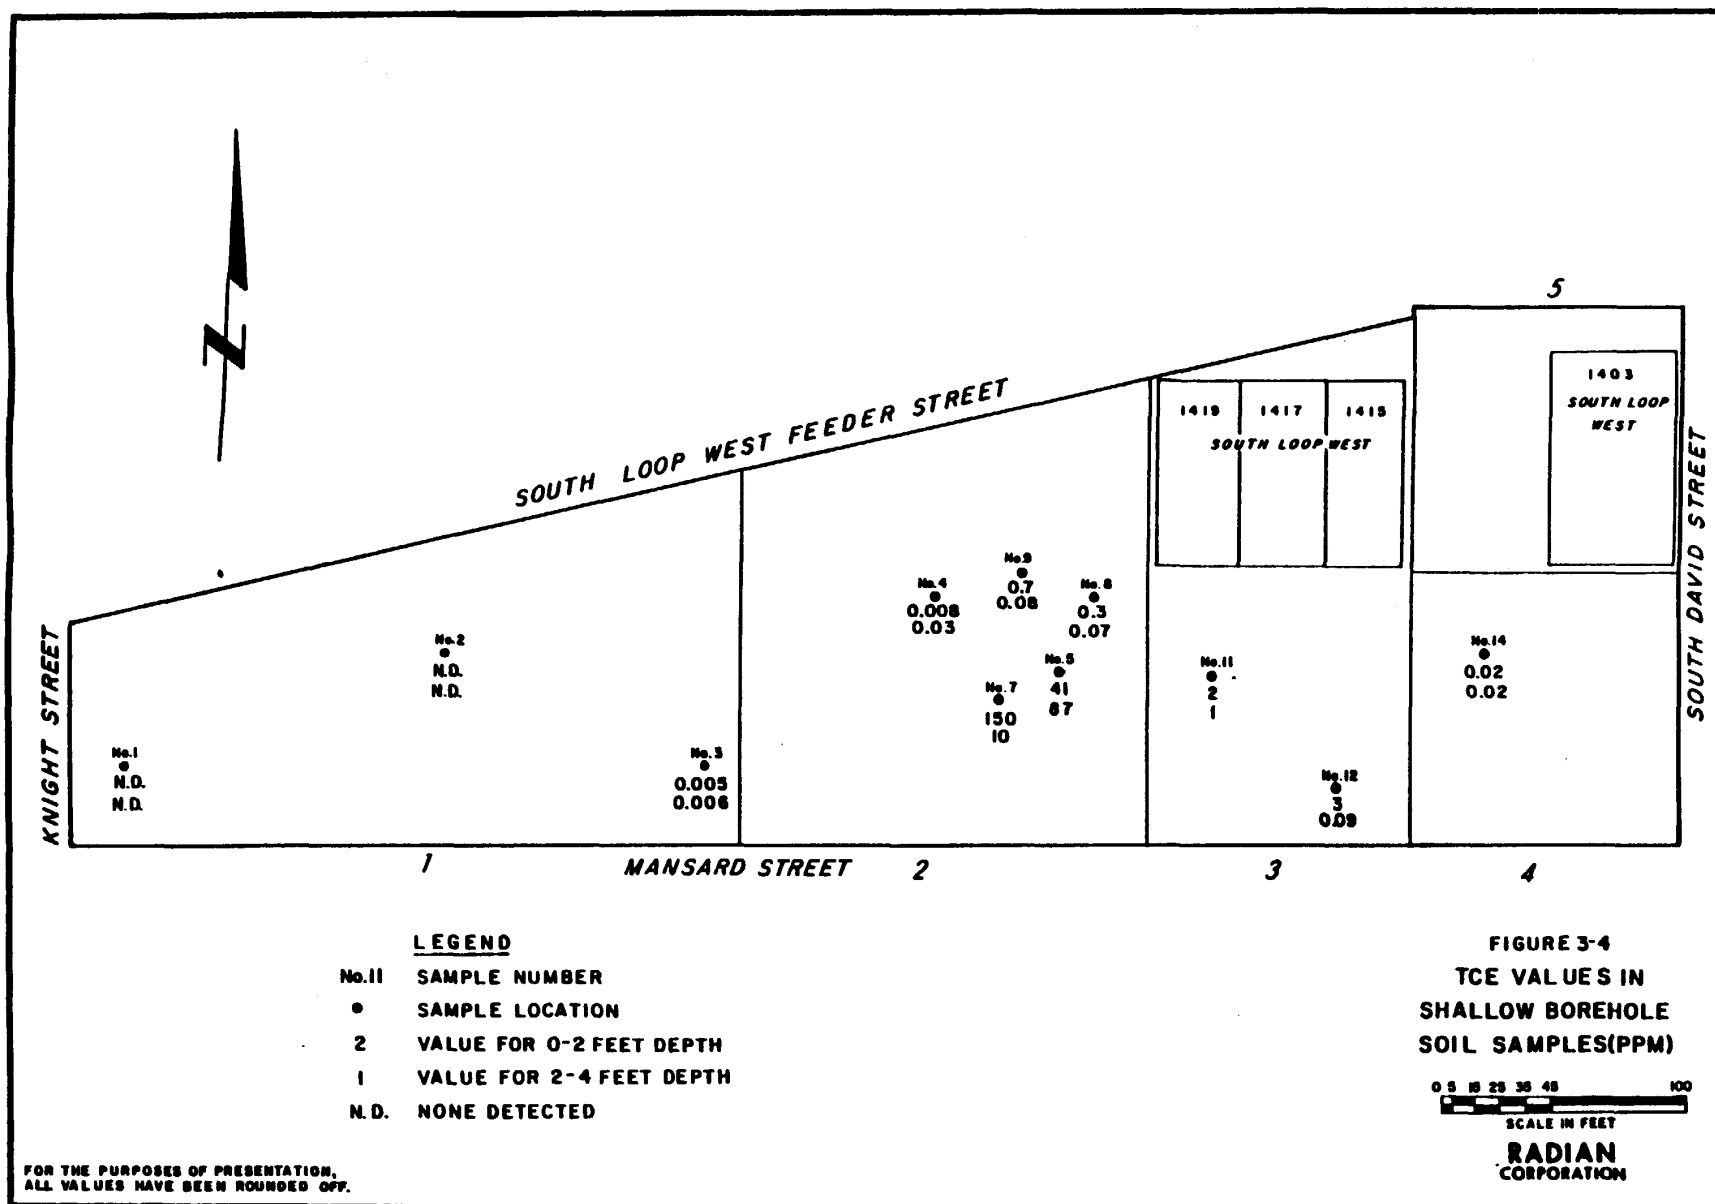 N
5
1403
SOUTH LOOP
WEST
1419 1417 1415
SOUTH LOOP WEST
SOUTH LOOP WEST FEEDER STREET
KNIGHT STREET
SOUTH DAVID STREET
No.1
N.D.
N.D.
No.2
N.D.
N.D.
No.3
0.005
0.006
No.4
0.008
0.03
No.9
0.7
0.08
No.8
0.3
0.07
No.5
41
87
No.7
150
10
No.11
2
1
No.12
3
0.09
No.14
0.02
0.02
1 MANSARD STREET 2 3 4
LEGEND
No.11 SAMPLE NUMBER
● SAMPLE LOCATION
2 VALUE FOR 0-2 FEET DEPTH
1 VALUE FOR 2-4 FEET DEPTH
N.D. NONE DETECTED
FIGURE 3-4
TCE VALUES IN
SHALLOW BOREHOLE
SOIL SAMPLES(PPM)
0 5 15 25 35 45 100
SCALE IN FEET
RADIAN
CORPORATION
FOR THE PURPOSES OF PRESENTATION,
ALL VALUES HAVE BEEN ROUNDED OFF.